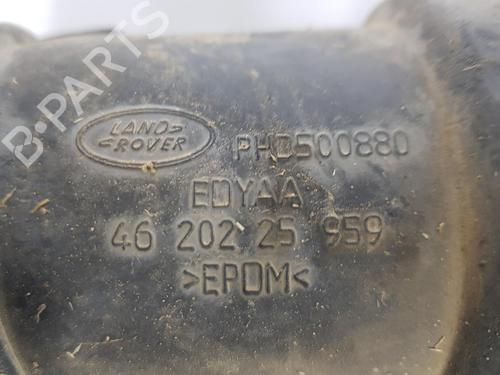 LAND
ROVER
PHD500880
EDYAA
46 202 25 959
>EPDM<
B-PARTS